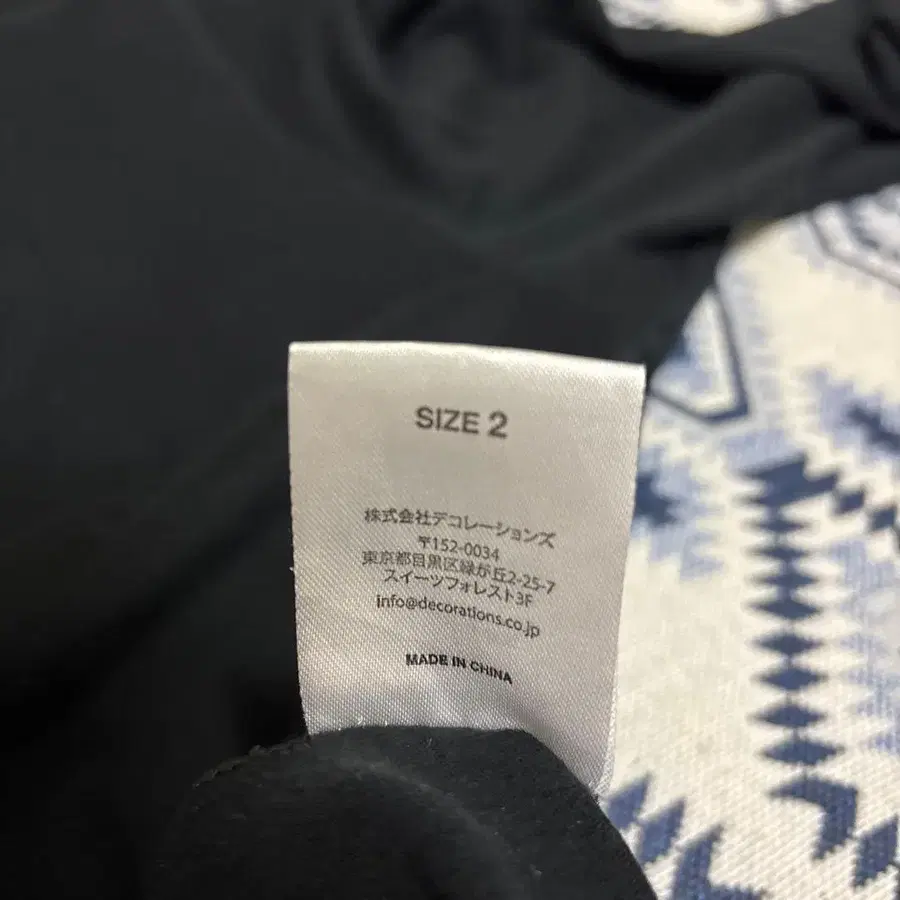 SIZE 2
株式会社デコレーションズ
〒152-0034
東京都目黒区緑が丘2-25-7
スイーツフォレスト3F
info@decorations.co.jp
MADE IN CHINA